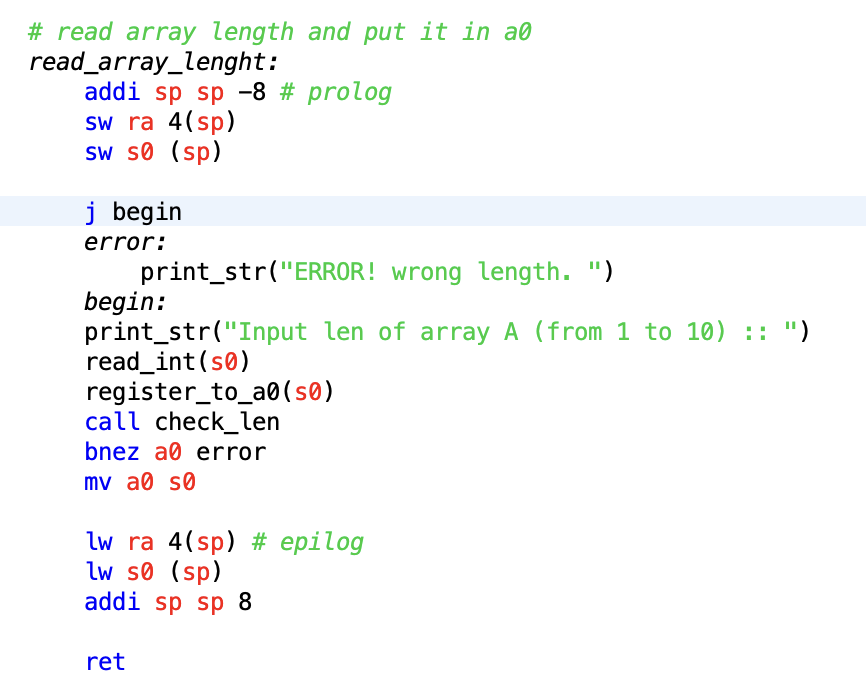 # read array length and put it in a0
read_array_lenght:
addi sp sp -8 # prolog
sw ra 4(sp)
sw s0 (sp)
j begin
error:
print_str("ERROR! wrong length. ")
begin:
print_str("Input len of array A (from 1 to 10) :: ")
read_int(s0)
register_to_a0(s0)
call check_len
bnez a0 error
mv a0 s0
lw ra 4(sp) # epilog
lw s0 (sp)
addi sp sp 8
ret